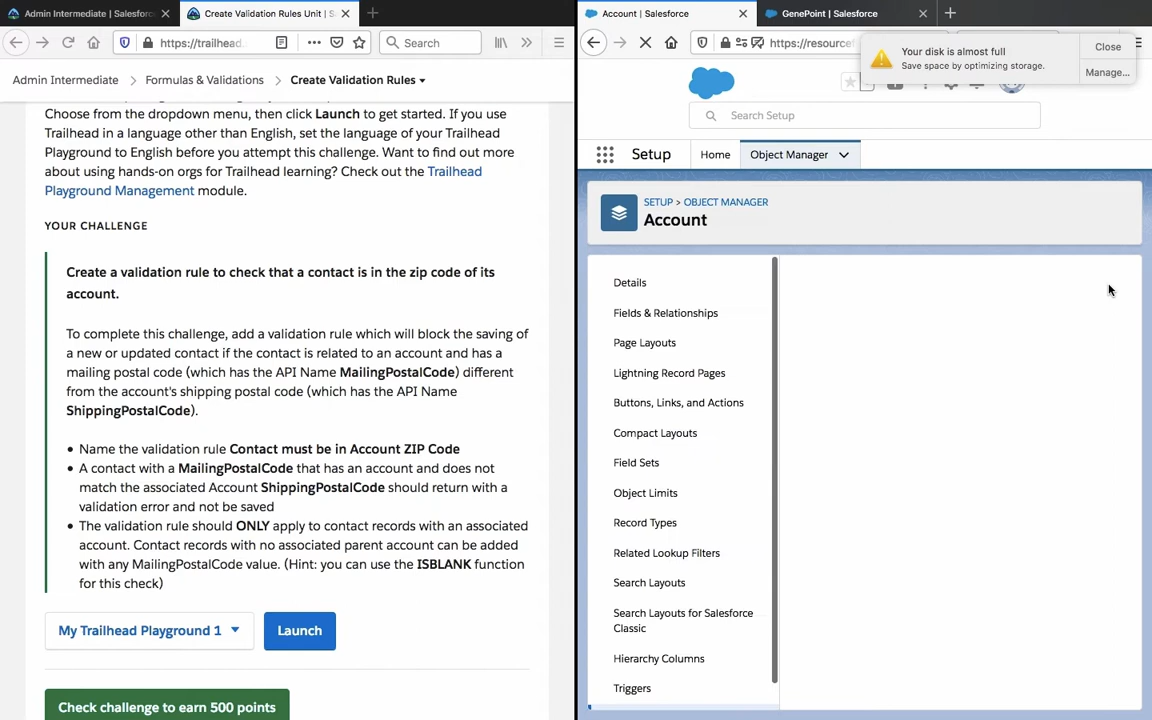 Admin Intermediate | Salesforc
Create Validation Rules Unit | S
https://trailhead.
Search
Admin Intermediate
Formulas & Validations
Create Validation Rules
Choose from the dropdown menu, then click Launch to get started. If you use
Trailhead in a language other than English, set the language of your Trailhead
Playground to English before you attempt this challenge. Want to find out more
about using hands-on orgs for Trailhead learning? Check out the Trailhead
Playground Management module.
YOUR CHALLENGE
Create a validation rule to check that a contact is in the zip code of its
account.
To complete this challenge, add a validation rule which will block the saving of
a new or updated contact if the contact is related to an account and has a
mailing postal code (which has the API Name MailingPostalCode) different
from the account's shipping postal code (which has the API Name
ShippingPostalCode).
• Name the validation rule Contact must be in Account ZIP Code
• A contact with a MailingPostalCode that has an account and does not
match the associated Account ShippingPostalCode should return with a
validation error and not be saved
• The validation rule should ONLY apply to contact records with an associated
account. Contact records with no associated parent account can be added
with any MailingPostalCode value. (Hint: you can use the ISBLANK function
for this check)
My Trailhead Playground 1
Launch
Check challenge to earn 500 points
Account | Salesforce
GenePoint | Salesforce
https://resource
Your disk is almost full
Save space by optimizing storage.
Close
Manage...
Search Setup
Setup
Home
Object Manager
SETUP > OBJECT MANAGER
Account
Details
Fields & Relationships
Page Layouts
Lightning Record Pages
Buttons, Links, and Actions
Compact Layouts
Field Sets
Object Limits
Record Types
Related Lookup Filters
Search Layouts
Search Layouts for Salesforce
Classic
Hierarchy Columns
Triggers